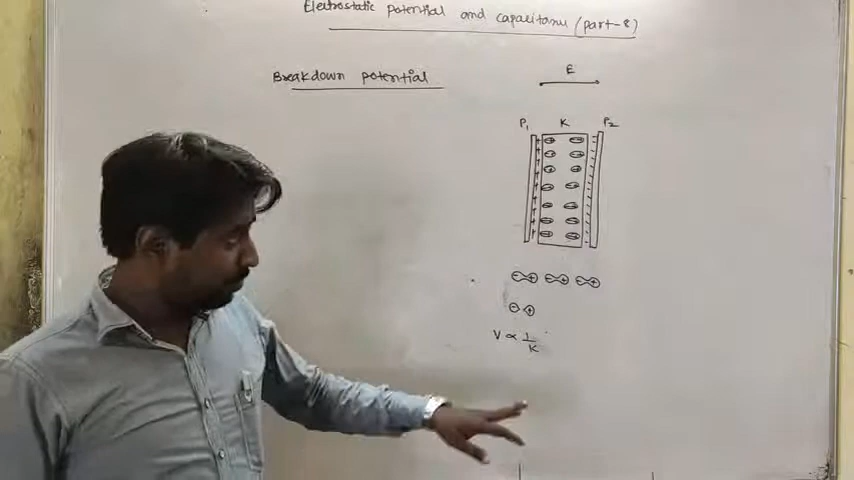 Electrostatic potential and capacitance (part-8)
Breakdown potential
E
P₁ K P₂
V ∝ 1/K